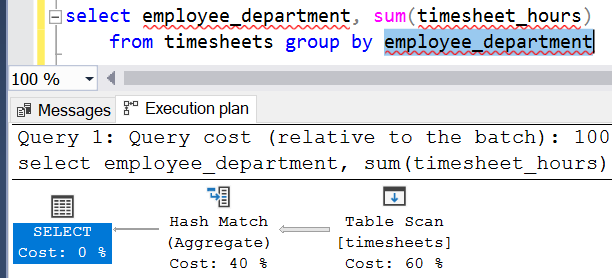 select employee_department, sum(timesheet_hours)
from timesheets group by employee_department
100 %
Messages Execution plan
Query 1: Query cost (relative to the batch): 100
select employee_department, sum(timesheet_hours)
SELECT
Cost: 0 %
Hash Match
(Aggregate)
Cost: 40 %
Table Scan
[timesheets]
Cost: 60 %